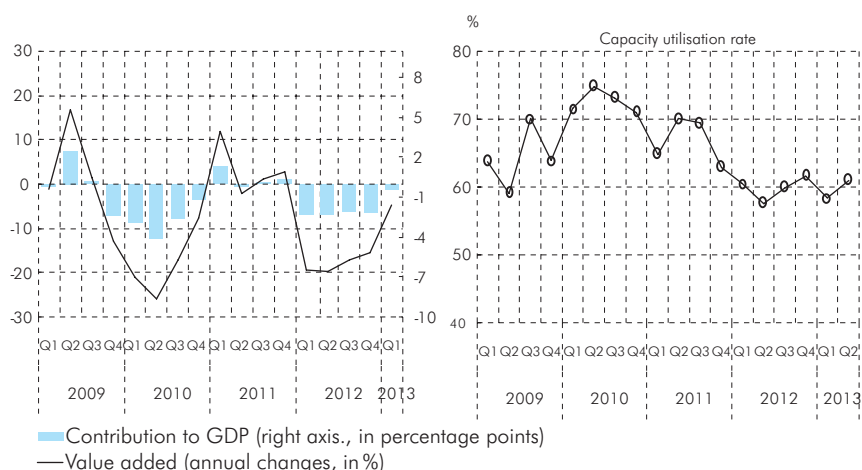 %
Capacity utilisation rate
30
20
10
0
-10
-20
-30
8
5
2
-1
-4
-7
-10
80
70
60
50
40
Q1 Q2 Q3 Q4 Q1 Q2 Q3 Q4 Q1 Q2 Q3 Q4 Q1 Q2 Q3 Q4 Q1
2009 2010 2011 2012 2013
Q1 Q2 Q3 Q4 Q1 Q2 Q3 Q4 Q1 Q2 Q3 Q4 Q1 Q2 Q3 Q4 Q1 Q2
2009 2010 2011 2012 2013
Contribution to GDP (right axis., in percentage points)
Value added (annual changes, in %)